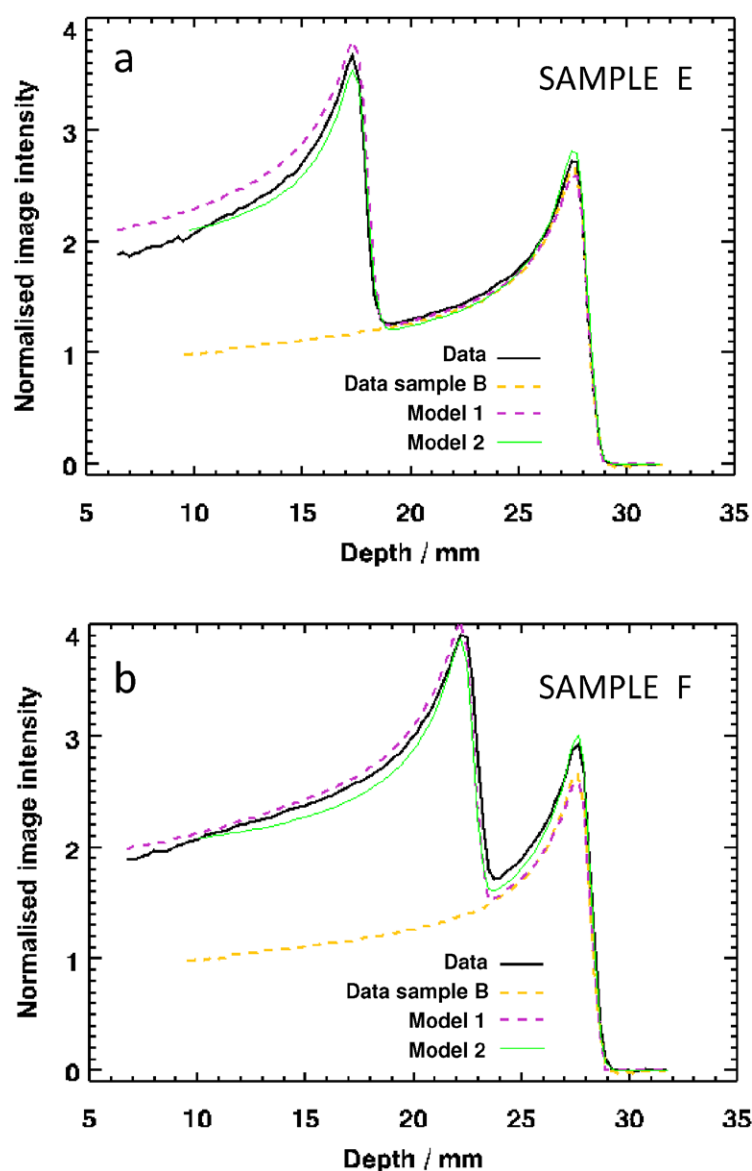 a
SAMPLE E
Normalised image intensity
4
3
2
1
0
Data
Data sample B
Model 1
Model 2
5 10 15 20 25 30 35
Depth / mm
b
SAMPLE F
Normalised image intensity
4
3
2
1
0
Data
Data sample B
Model 1
Model 2
5 10 15 20 25 30 35
Depth / mm